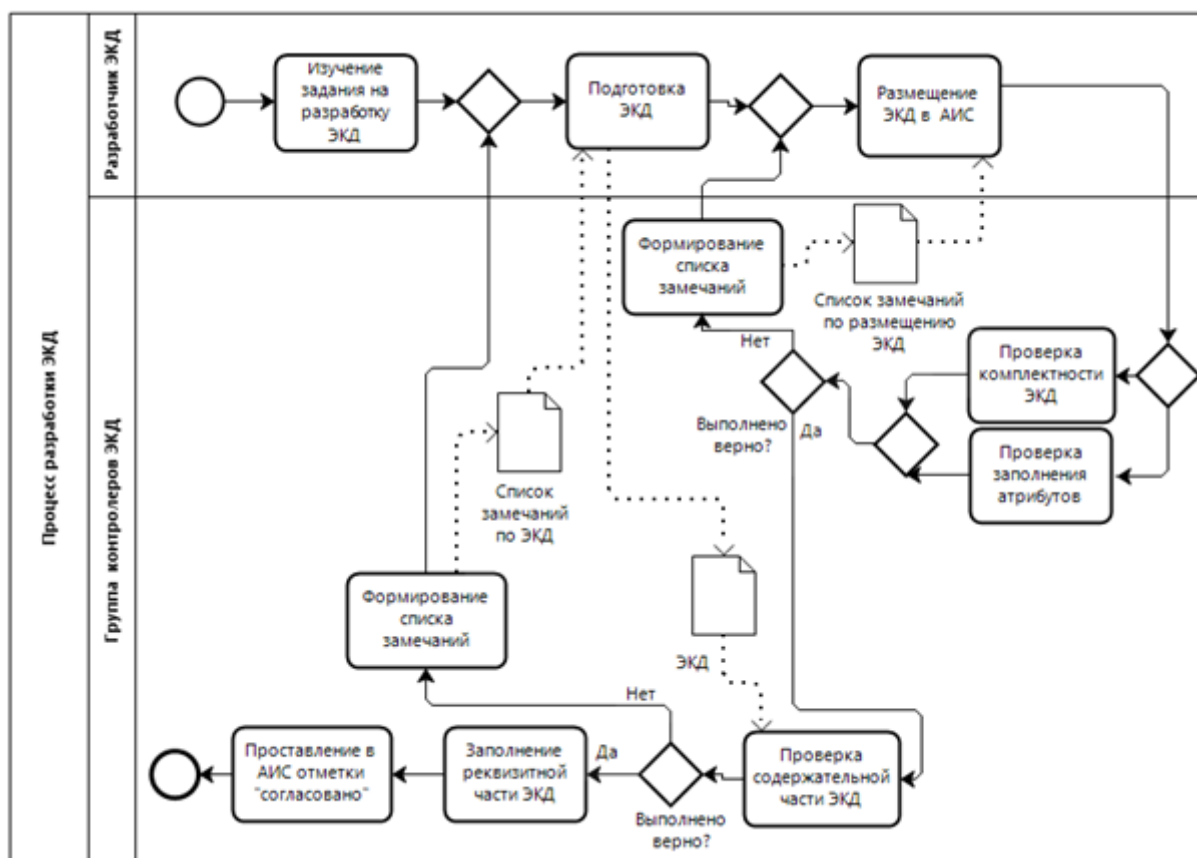 Процесс разработки ЭКД
Разработчик ЭКД
Изучение
задания на
разработку
ЭКД
Подготовка
ЭКД
Размещение
ЭКД в АИС
Группа контролеров ЭКД
Формирование
списка
замечаний
Список замечаний
по размещению
ЭКД
Нет
Выполнено
верно?
Да
Проверка
комплектности
ЭКД
Проверка
заполнения
атрибутов
Список
замечаний
по ЭКД
Формирование
списка
замечаний
ЭКД
Нет
Проставление в
АИС отметки
"согласовано"
Заполнение
реквизитной
части ЭКД
Да
Выполнено
верно?
Проверка
содержательной
части ЭКД